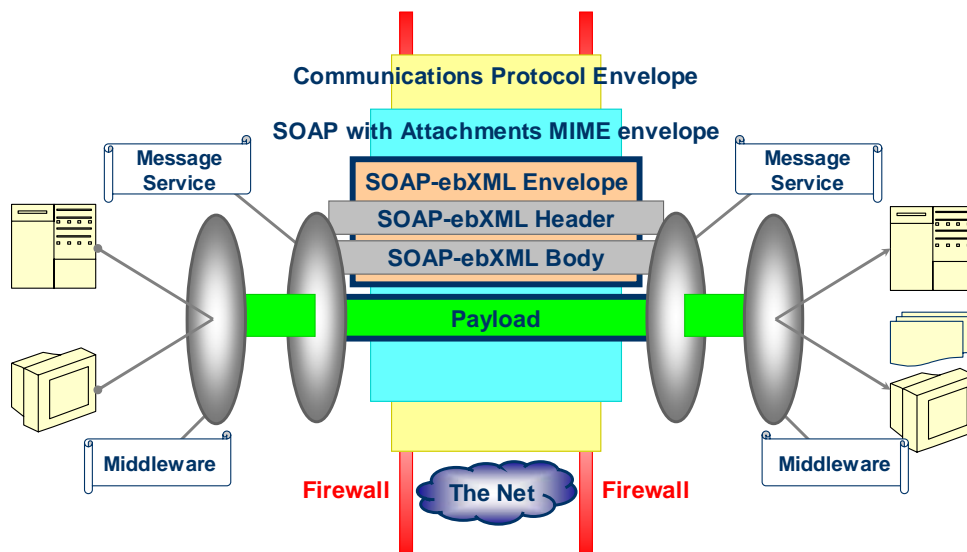 Communications Protocol Envelope
SOAP with Attachments MIME envelope
Message
Service
Message
Service
SOAP-ebXML Envelope
SOAP-ebXML Header
SOAP-ebXML Body
Payload
Middleware
Middleware
Firewall
The Net
Firewall